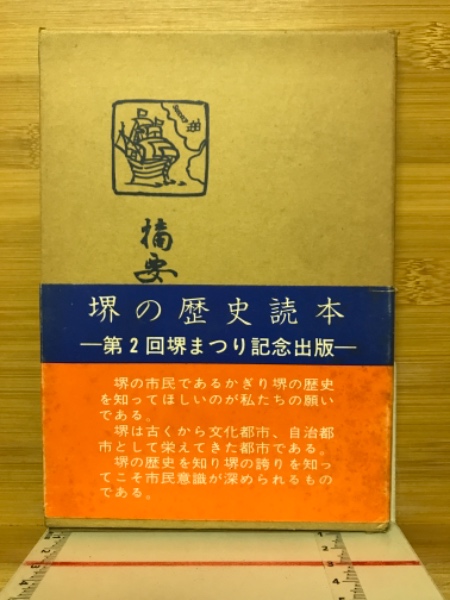 摘要
堺の歴史読本
―第2回堺まつり記念出版―
堺の市民であるかぎり堺の歴史
を知ってほしいのが私たちの願い
である。
堺は古くから文化都市、自治都
市として栄えてきた都市である。
堺の歴史を知り堺の誇りを知っ
てこそ市民意識が深められるもの
である。